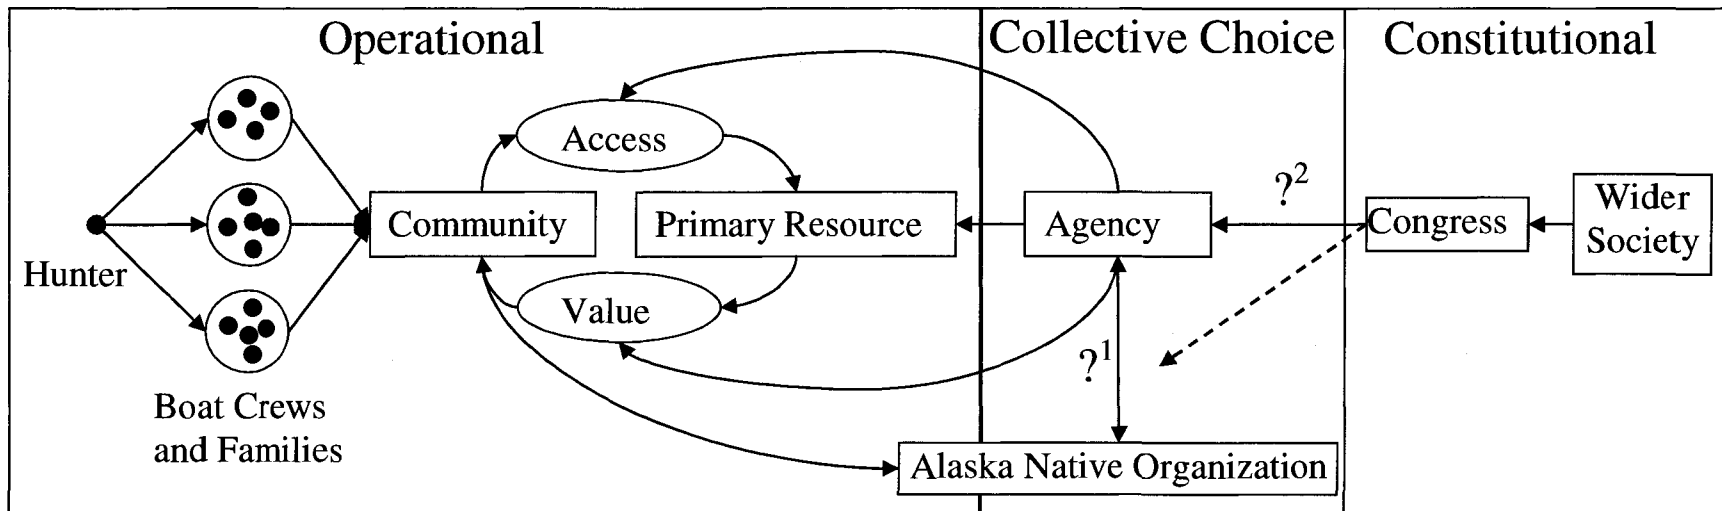 Operational
Collective Choice
Constitutional
Access
?²
Community
Primary Resource
Agency
Congress
Wider
Society
Hunter
Value
?¹
Boat Crews
and Families
Alaska Native Organization